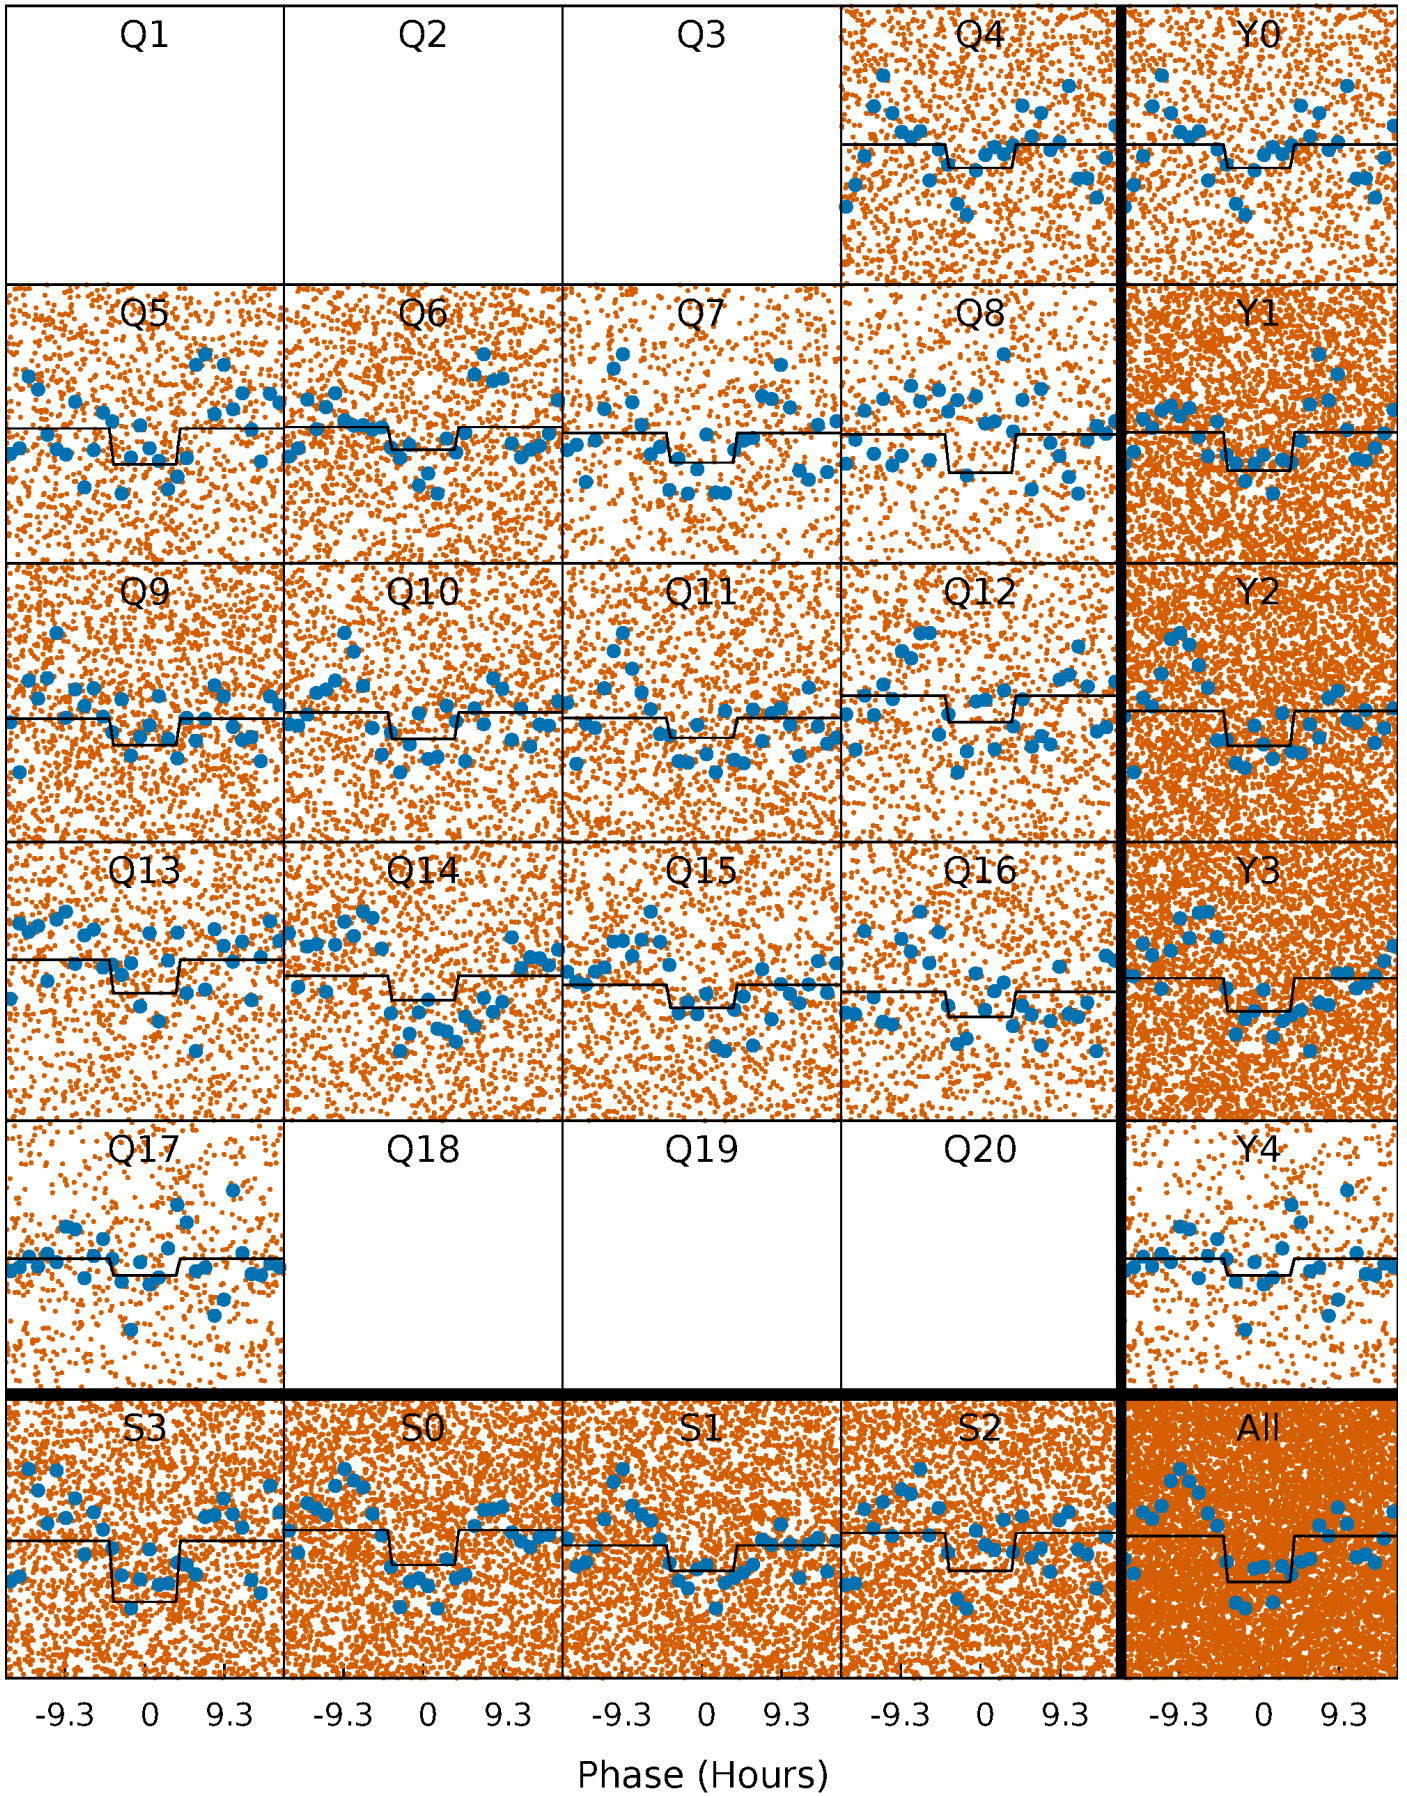 Q1 Q2 Q3 Q4 Y0
Q5 Q6 Q7 Q8 Y1
Q9 Q10 Q11 Q12 Y2
Q13 Q14 Q15 Q16 Y3
Q17 Q18 Q19 Q20 Y4
S3 S0 S1 S2 All
-9.3 0 9.3 -9.3 0 9.3 -9.3 0 9.3 -9.3 0 9.3 -9.3 0 9.3
Phase (Hours)